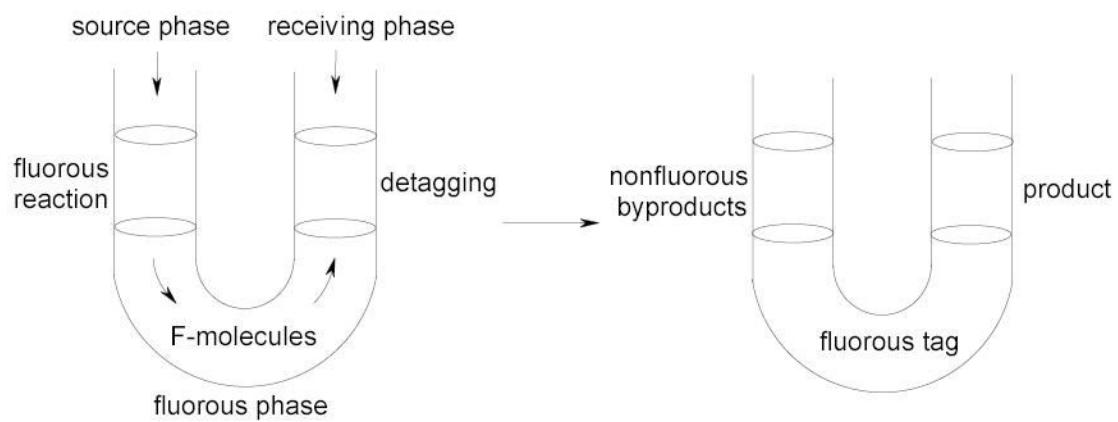 source phase
receiving phase
fluorous
reaction
detagging
F-molecules
fluorous phase
nonfluorous
byproducts
product
fluorous tag